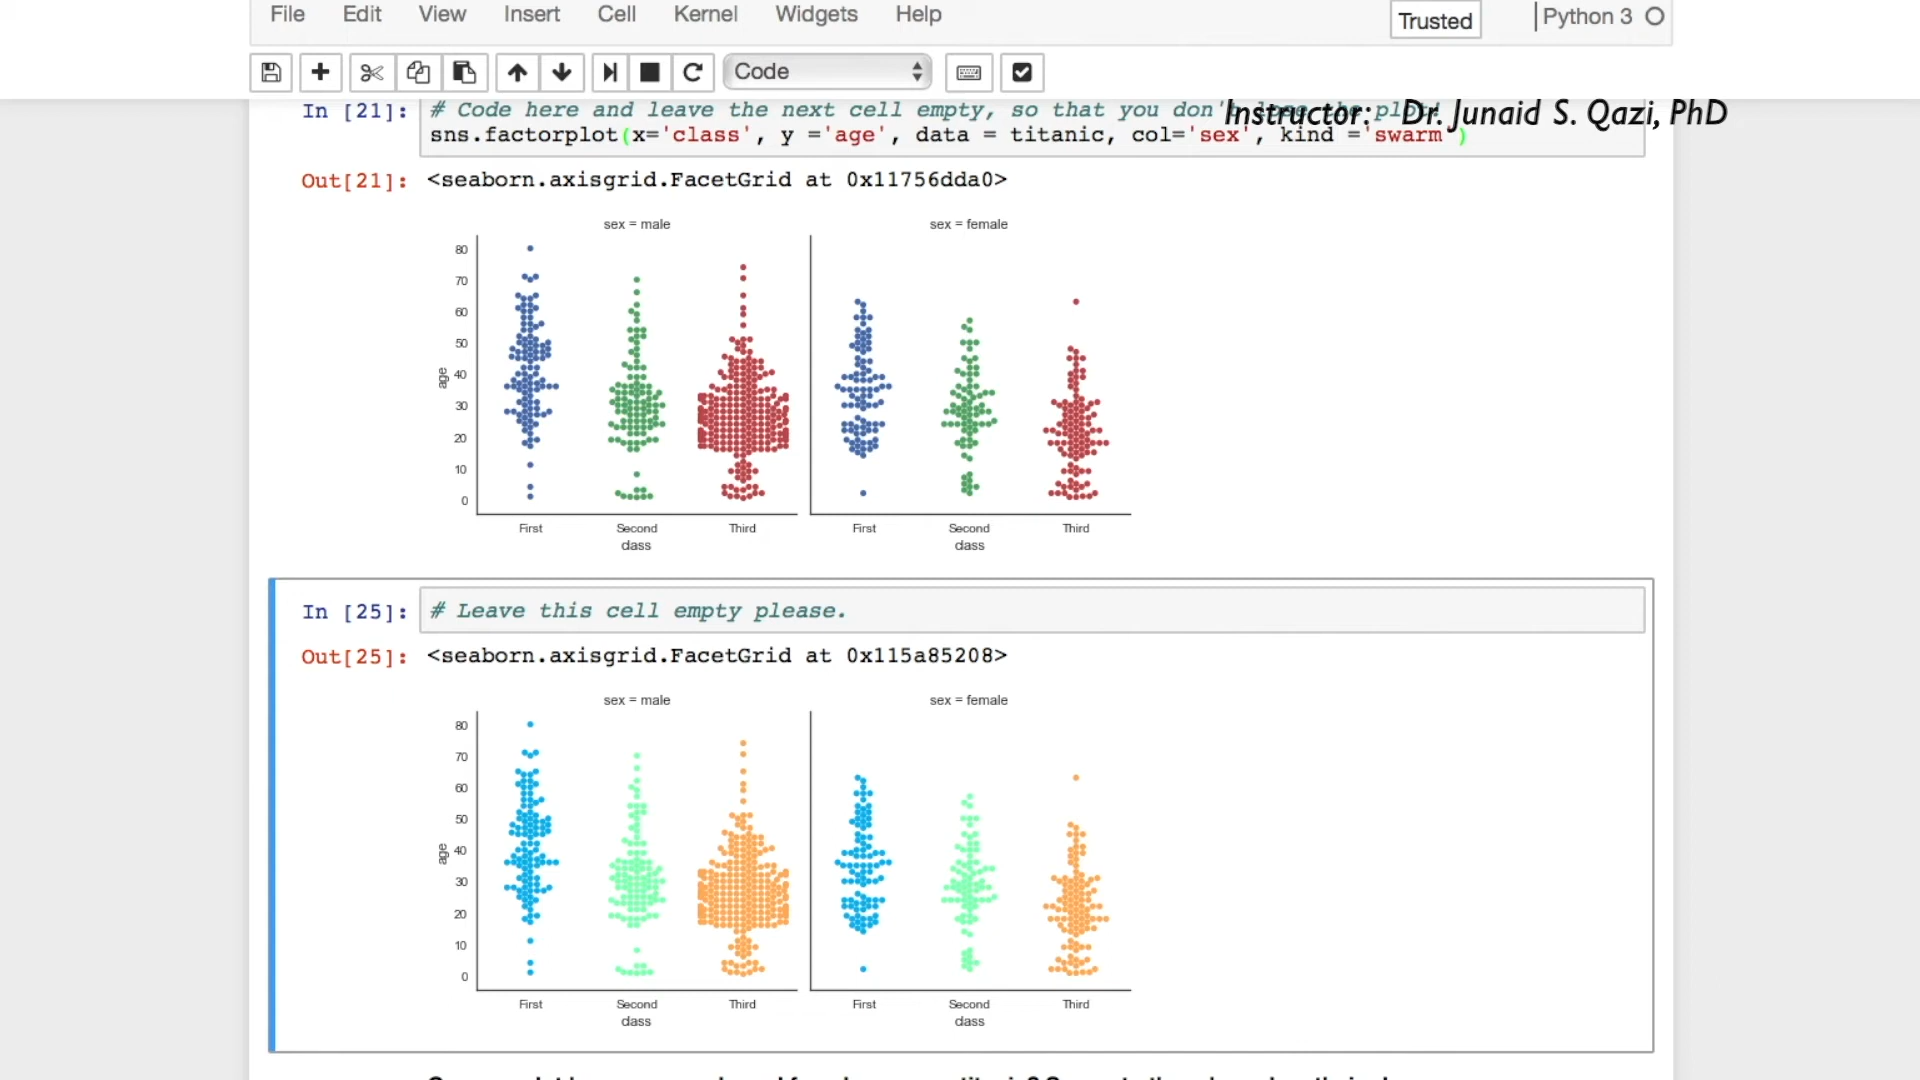 File Edit View Insert Cell Kernel Widgets Help
Trusted
Python 3
Code
In [21]:
# Code here and leave the next cell empty, so that you don't lose the plot!
Instructor: Dr. Junaid S. Qazi, PhD
sns.factorplot(x='class', y ='age', data = titanic, col='sex', kind ='swarm')
Out[21]: <seaborn.axisgrid.FacetGrid at 0x11756dda0>
sex = male
sex = female
80
70
60
50
40
30
20
10
0
age
First Second Third
class
First Second Third
class
In [25]: # Leave this cell empty please.
Out[25]: <seaborn.axisgrid.FacetGrid at 0x115a85208>
sex = male
sex = female
80
70
60
50
40
30
20
10
0
age
First Second Third
class
First Second Third
class